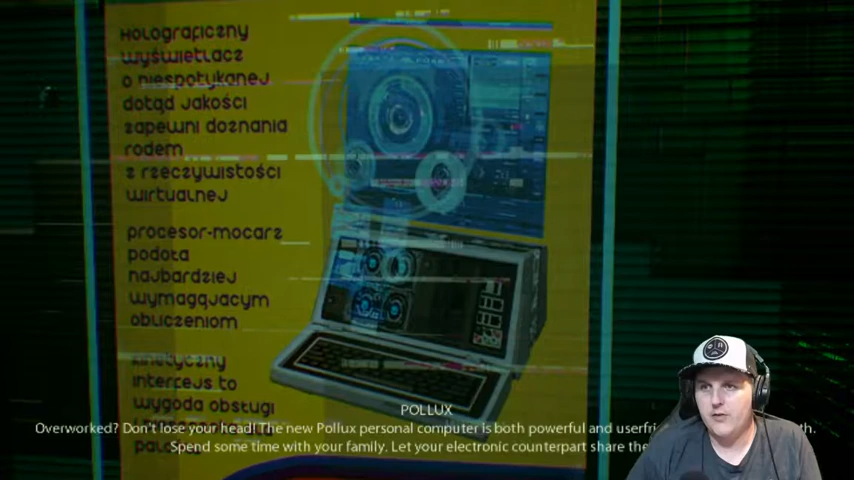 Holograficzny
wyświetlacz
o niespotykanej
dotąd jakości
zapewni doznania
rodem
z rzeczywistości
wirtualnej
procesor-mocarz
podoła
najbardziej
wymagającym
obliczeniom
kinetyczny
interfejs to
wygoda obsługi
POLLUX
Overworked? Don't lose your head! The new Pollux personal computer is both powerful and userfri
Spend some time with your family. Let your electronic counterpart share the